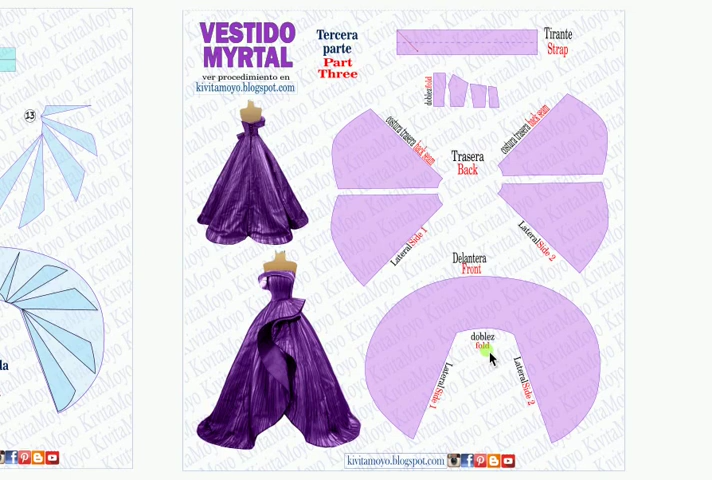 13
da
VESTIDO
MYRTAL
ver procedimiento en
kivitamoyo.blogspot.com
Tercera
parte
Part
Three
Tirante
Strap
doblez fold
costura trasera back seam
costura trasera back seam
Trasera
Back
Lateral Side 1
Lateral Side 2
Delantera
Front
doblez
fold
Lateral Side 1
Lateral Side 2
kivitamoyo.blogspot.com